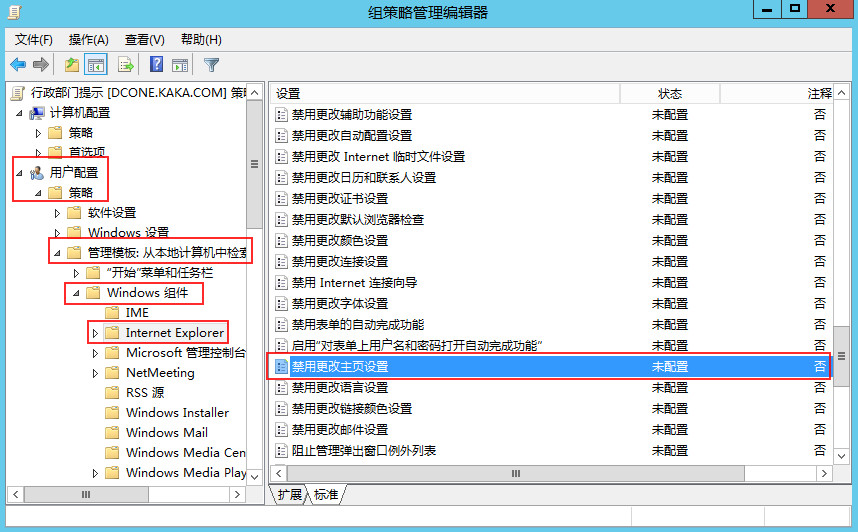 组策略管理编辑器
文件(F) 操作(A) 查看(V) 帮助(H)
行政部门提示 [DCONE.KAKA.COM] 策略
计算机配置
策略
首选项
用户配置
策略
软件设置
Windows 设置
管理模板: 从本地计算机中检索
"开始"菜单和任务栏
Windows 组件
IME
Internet Explorer
Microsoft 管理控制台
NetMeeting
RSS 源
Windows Installer
Windows Mail
Windows Media Cen
Windows Media Play
设置 状态 注释
禁用更改辅助功能设置 未配置 否
禁用更改自动配置设置 未配置 否
禁用更改 Internet 临时文件设置 未配置 否
禁用更改日历和联系人设置 未配置 否
禁用更改证书设置 未配置 否
禁用更改默认浏览器检查 未配置 否
禁用更改颜色设置 未配置 否
禁用更改连接设置 未配置 否
禁用 Internet 连接向导 未配置 否
禁用更改字体设置 未配置 否
禁用表单的自动完成功能 未配置 否
启用"对表单上用户名和密码打开自动完成功能" 未配置 否
禁用更改主页设置 未配置 否
禁用更改语言设置 未配置 否
禁用更改链接颜色设置 未配置 否
禁用更改邮件设置 未配置 否
阻止管理弹出窗口例外列表 未配置 否
扩展 标准